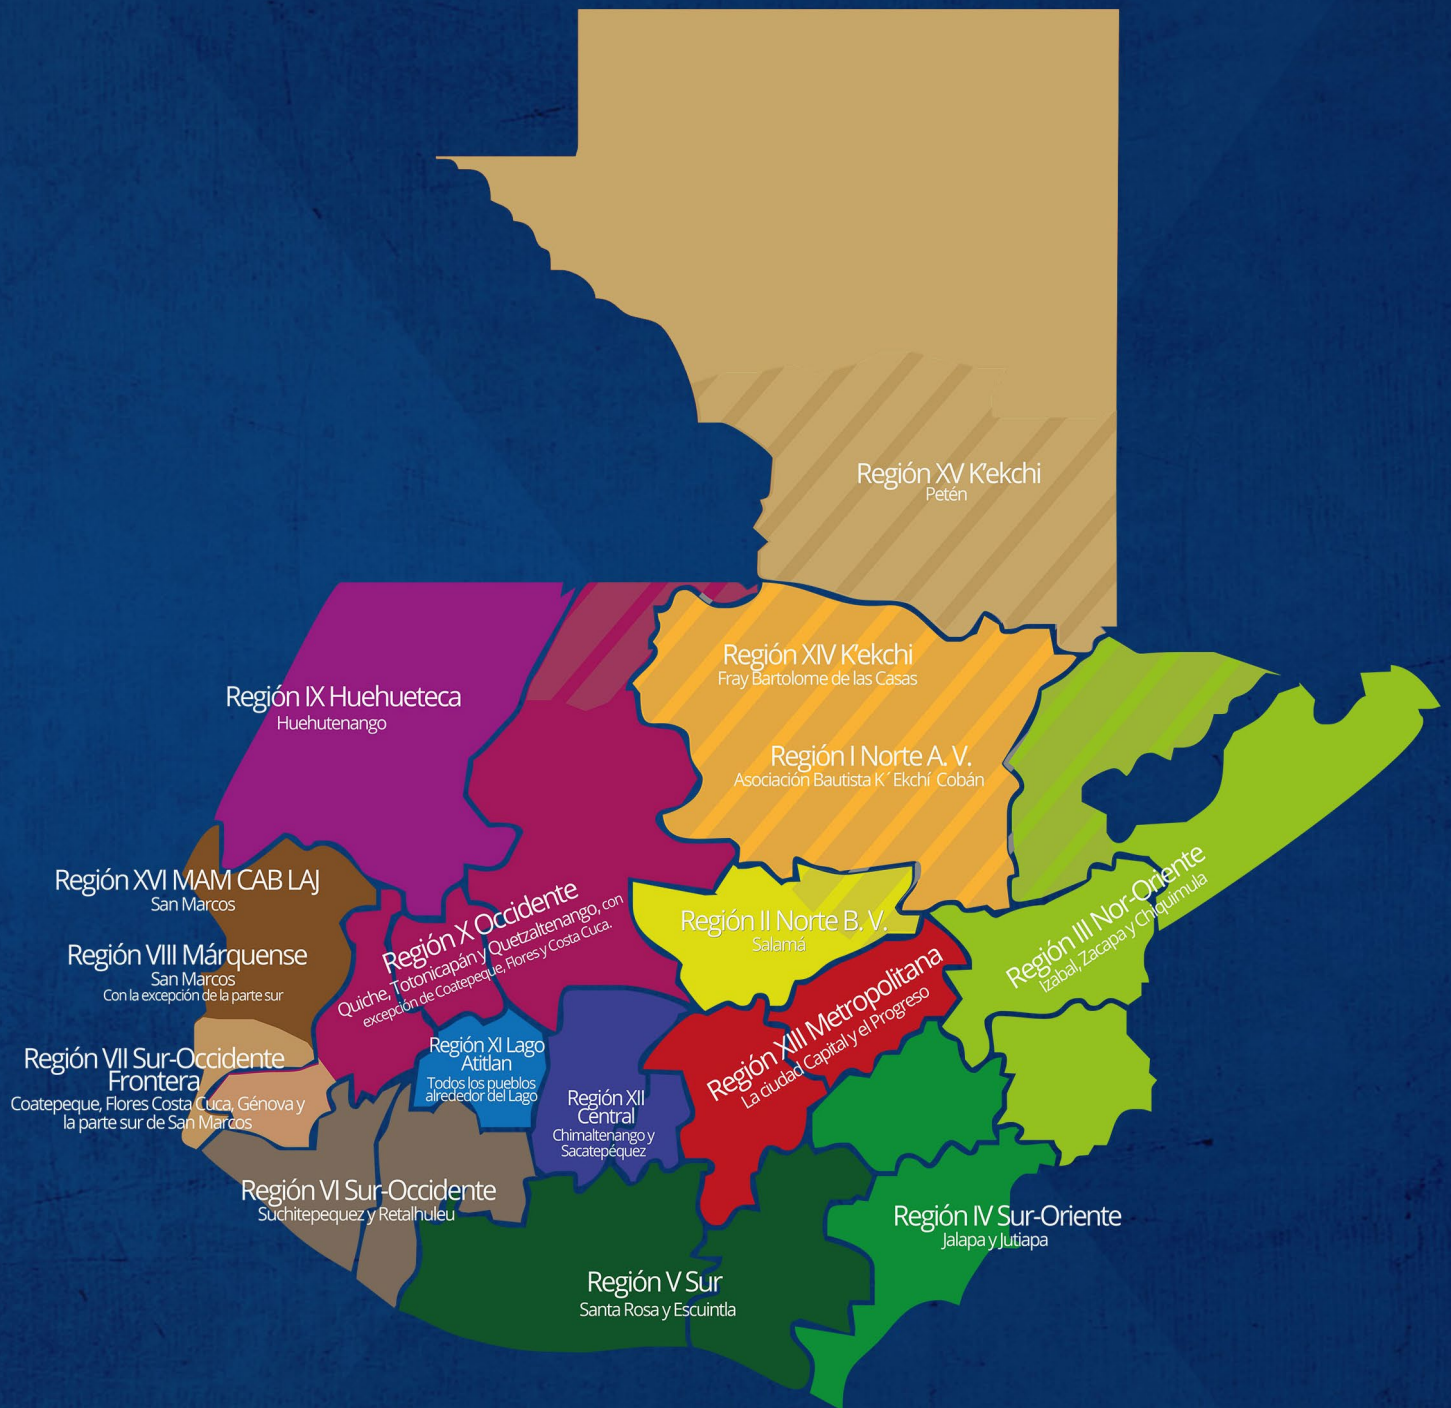 Región XV K'ekchi
Petén
Región XIV K'ekchi
Fray Bartolome de las Casas
Región IX Huehueteca
Huehutenango
Región I Norte A. V.
Asociación Bautista K´ Ekchí Cobán
Región XVI MAM CAB LAJ
San Marcos
Región VIII Márquense
San Marcos
Con la excepción de la parte sur
Región X Occidente
Quiche, Totonicapán y Quetzaltenango, con
excepción de Coatepeque, Flores y Costa Cuca.
Región II Norte B. V.
Salamá
Región III Nor-Oriente
Izabal, Zacapa y Chiquimula
Región XIII Metropolitana
La ciudad Capital y el Progreso
Región VII Sur-Occidente
Frontera
Coatepeque, Flores Costa Cuca, Génova y
la parte sur de San Marcos
Región XI Lago
Atitlan
Todos los pueblos
alrededor del Lago
Región XII
Central
Chimaltenango y
Sacatepéquez
Región VI Sur-Occidente
Suchitepequez y Retalhuleu
Región IV Sur-Oriente
Jalapa y Jutiapa
Región V Sur
Santa Rosa y Escuintla